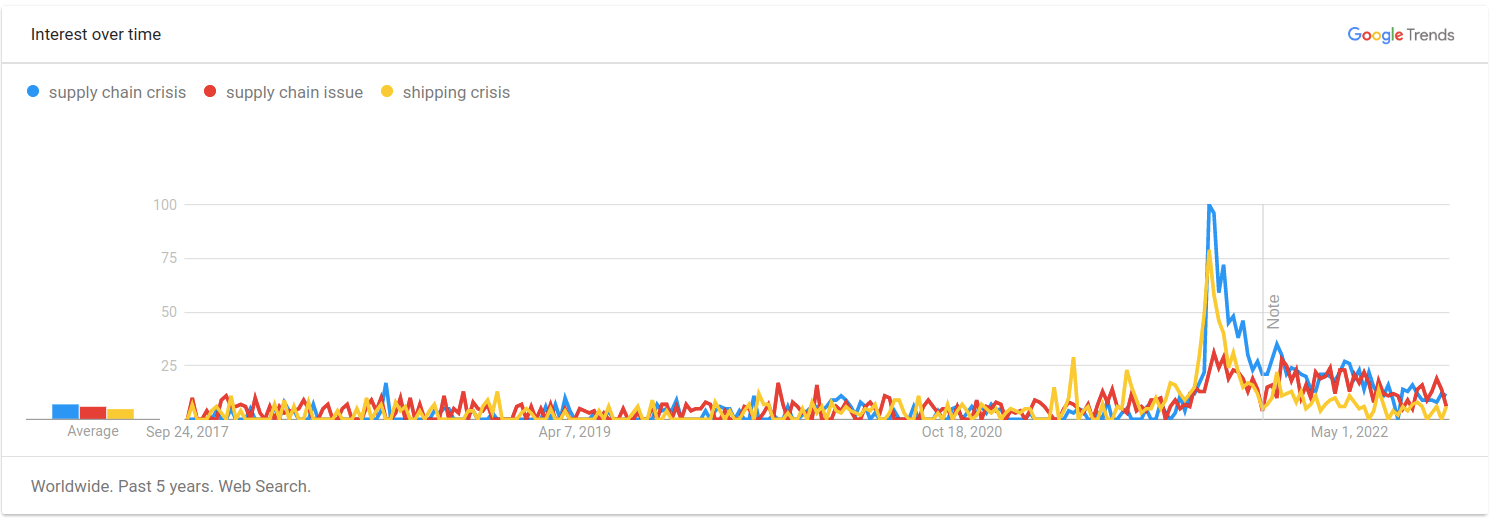 Interest over time
Google Trends
supply chain crisis supply chain issue shipping crisis
100
75
50
25
Note
Average
Sep 24, 2017 Apr 7, 2019 Oct 18, 2020 May 1, 2022
Worldwide. Past 5 years. Web Search.